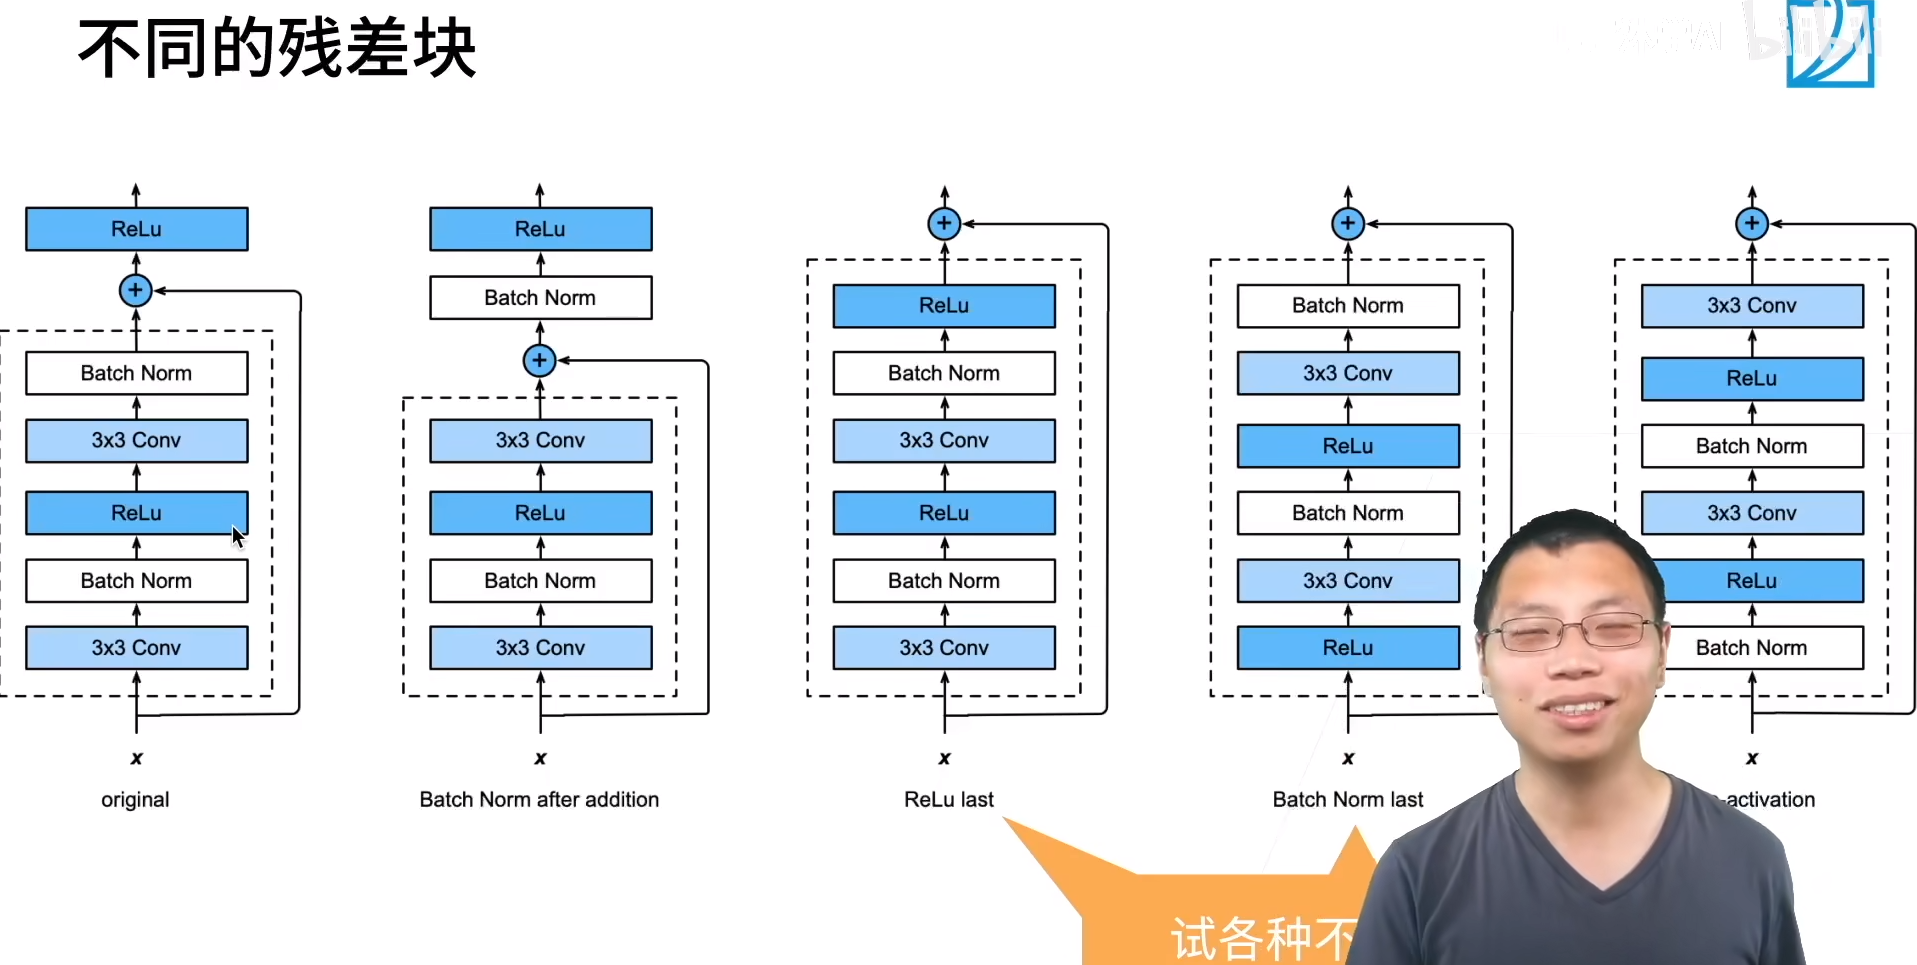 不同的残差块
bilibili
ReLu
+
Batch Norm
3x3 Conv
ReLu
Batch Norm
3x3 Conv
x
original
ReLu
Batch Norm
+
3x3 Conv
ReLu
Batch Norm
3x3 Conv
x
Batch Norm after addition
+
ReLu
Batch Norm
3x3 Conv
ReLu
Batch Norm
3x3 Conv
x
ReLu last
+
Batch Norm
3x3 Conv
ReLu
Batch Norm
3x3 Conv
ReLu
x
Batch Norm last
+
3x3 Conv
ReLu
Batch Norm
3x3 Conv
ReLu
Batch Norm
x
-activation
试各种不